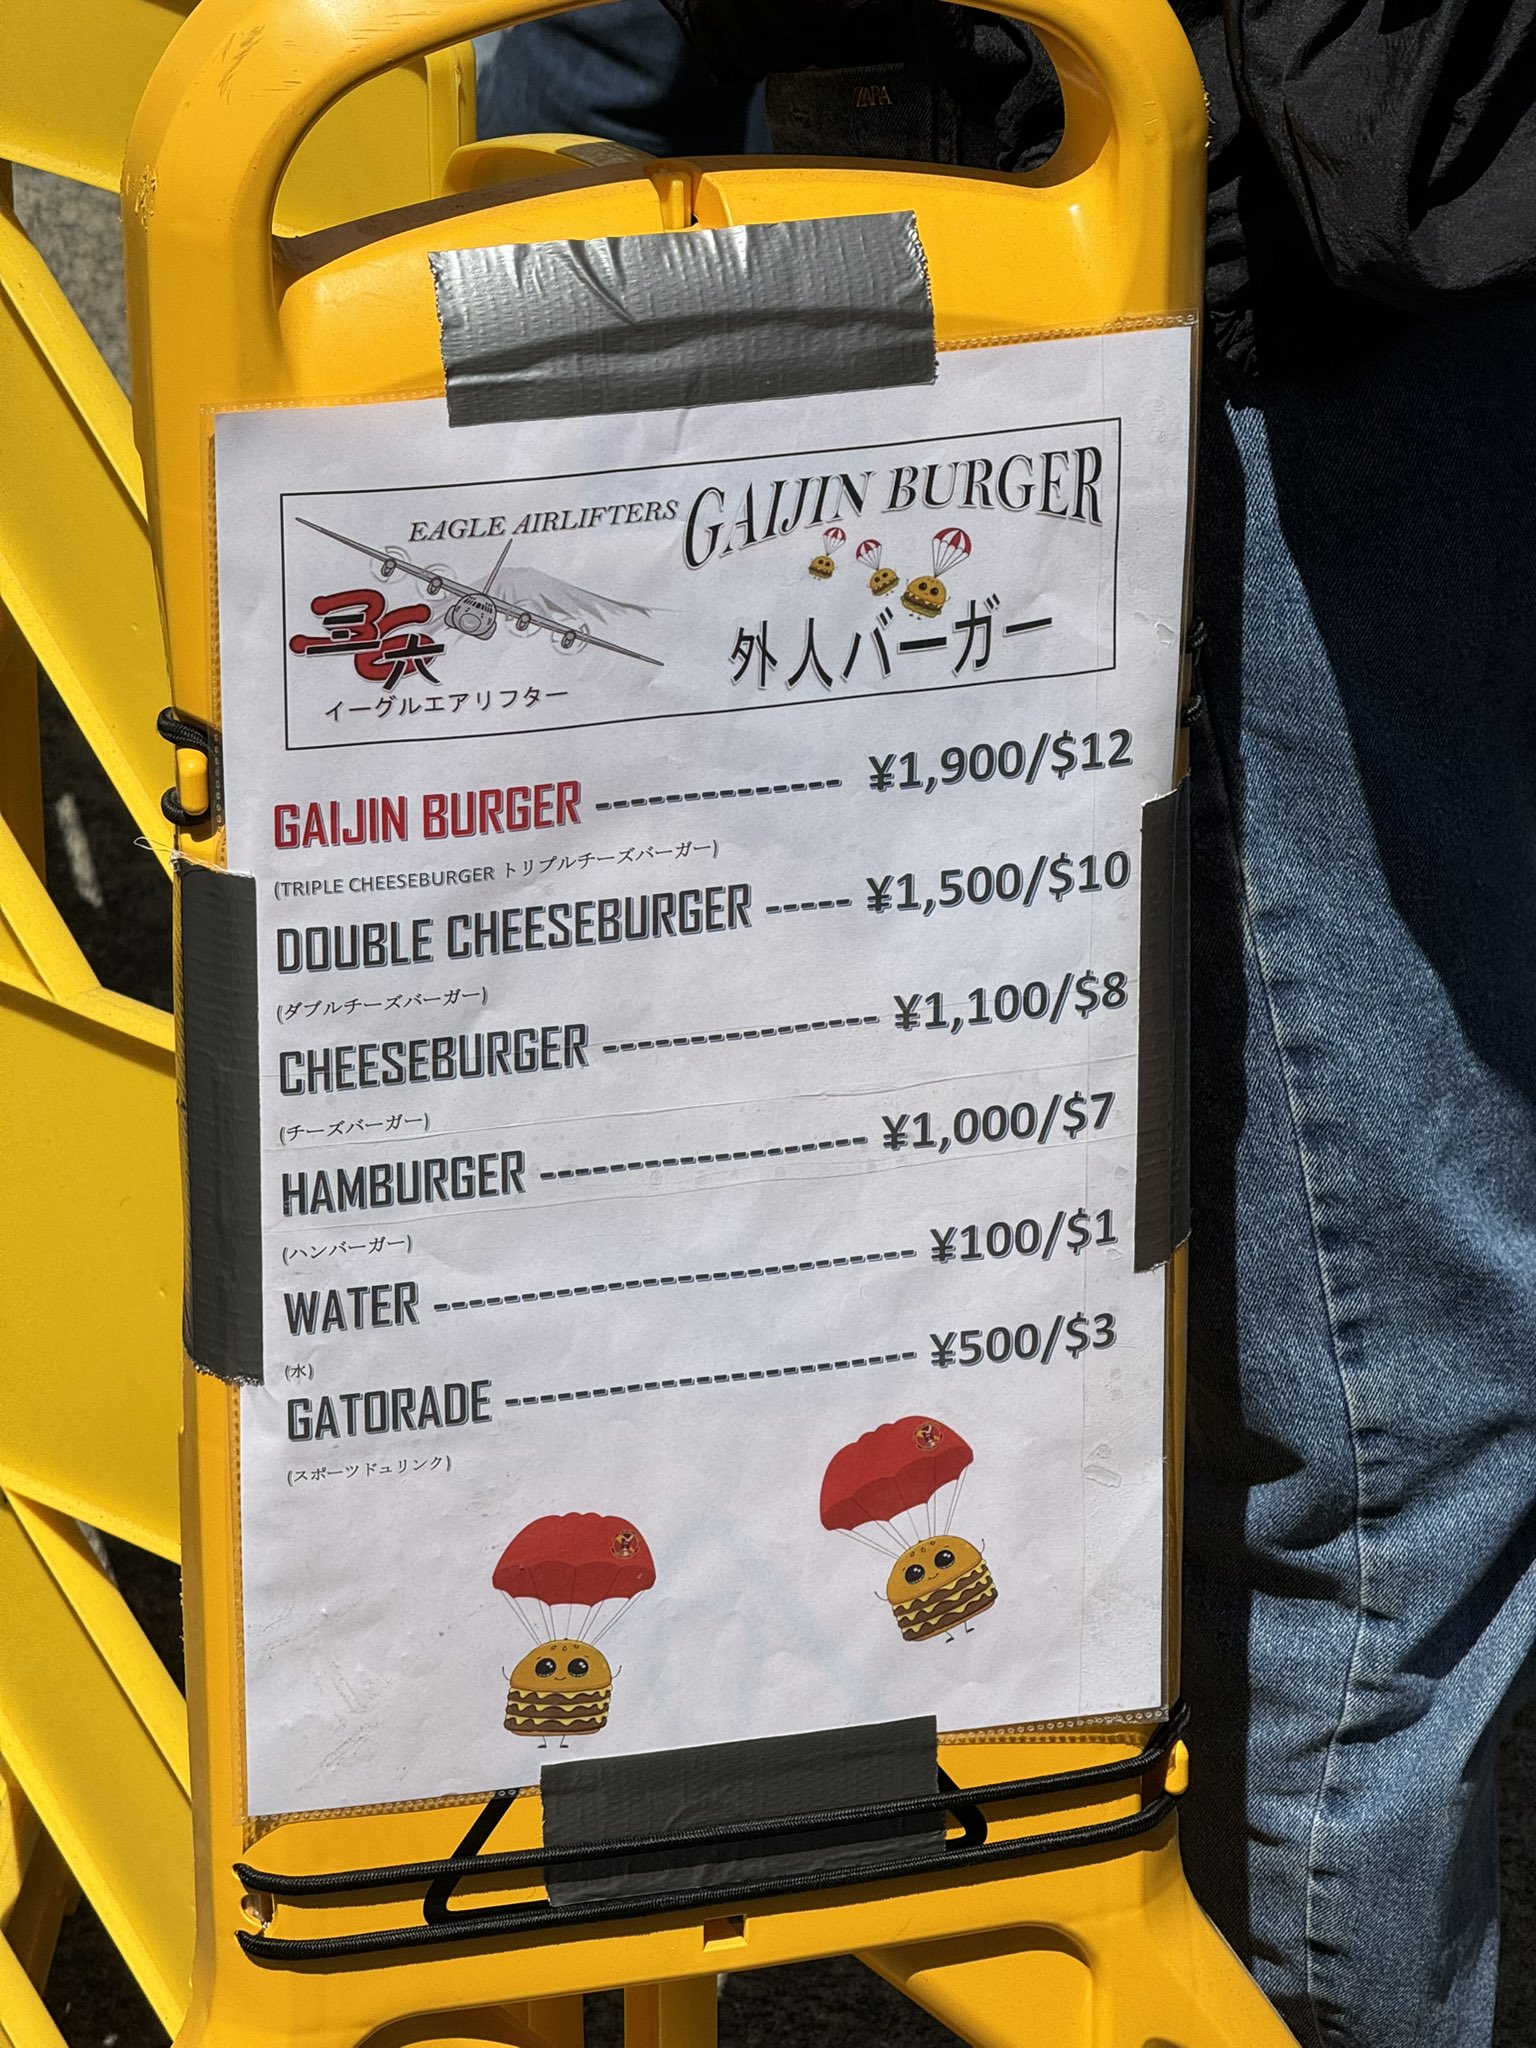 ZARA
EAGLE AIRLIFTERS
GAIJIN BURGER
外人バーガー
イーグルエアリフター
GAIJIN BURGER -------------- ¥1,900/$12
(TRIPLE CHEESEBURGER トリプルチーズバーガー)
DOUBLE CHEESEBURGER ----- ¥1,500/$10
(ダブルチーズバーガー)
CHEESEBURGER ---------------- ¥1,100/$8
(チーズバーガー)
HAMBURGER ------------------- ¥1,000/$7
(ハンバーガー)
WATER ---------------------------- ¥100/$1
(水)
GATORADE ------------------------ ¥500/$3
(スポーツドュリンク)